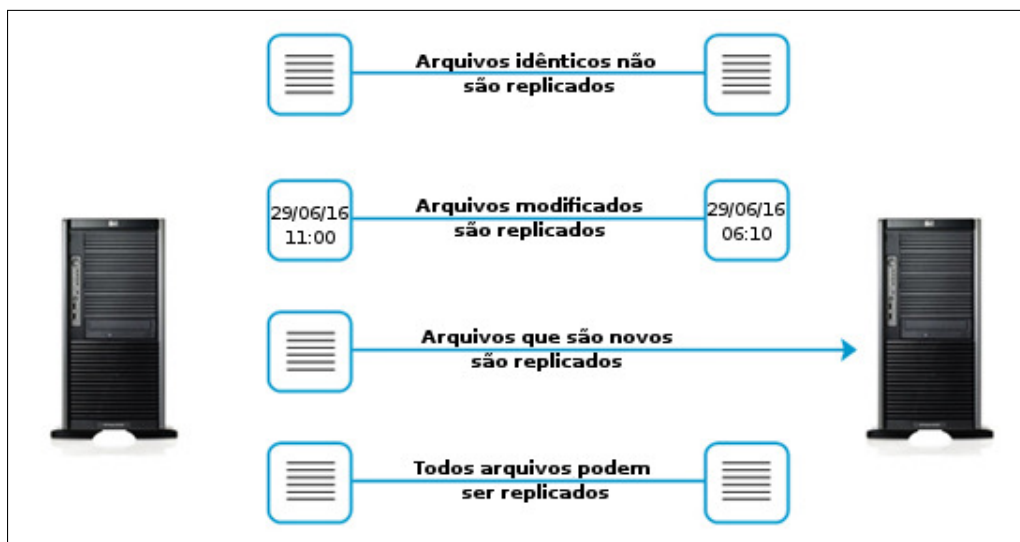 Arquivos idênticos não
são replicados
29/06/16
11:00
Arquivos modificados
são replicados
29/06/16
06:10
Arquivos que são novos
são replicados
Todos arquivos podem
ser replicados